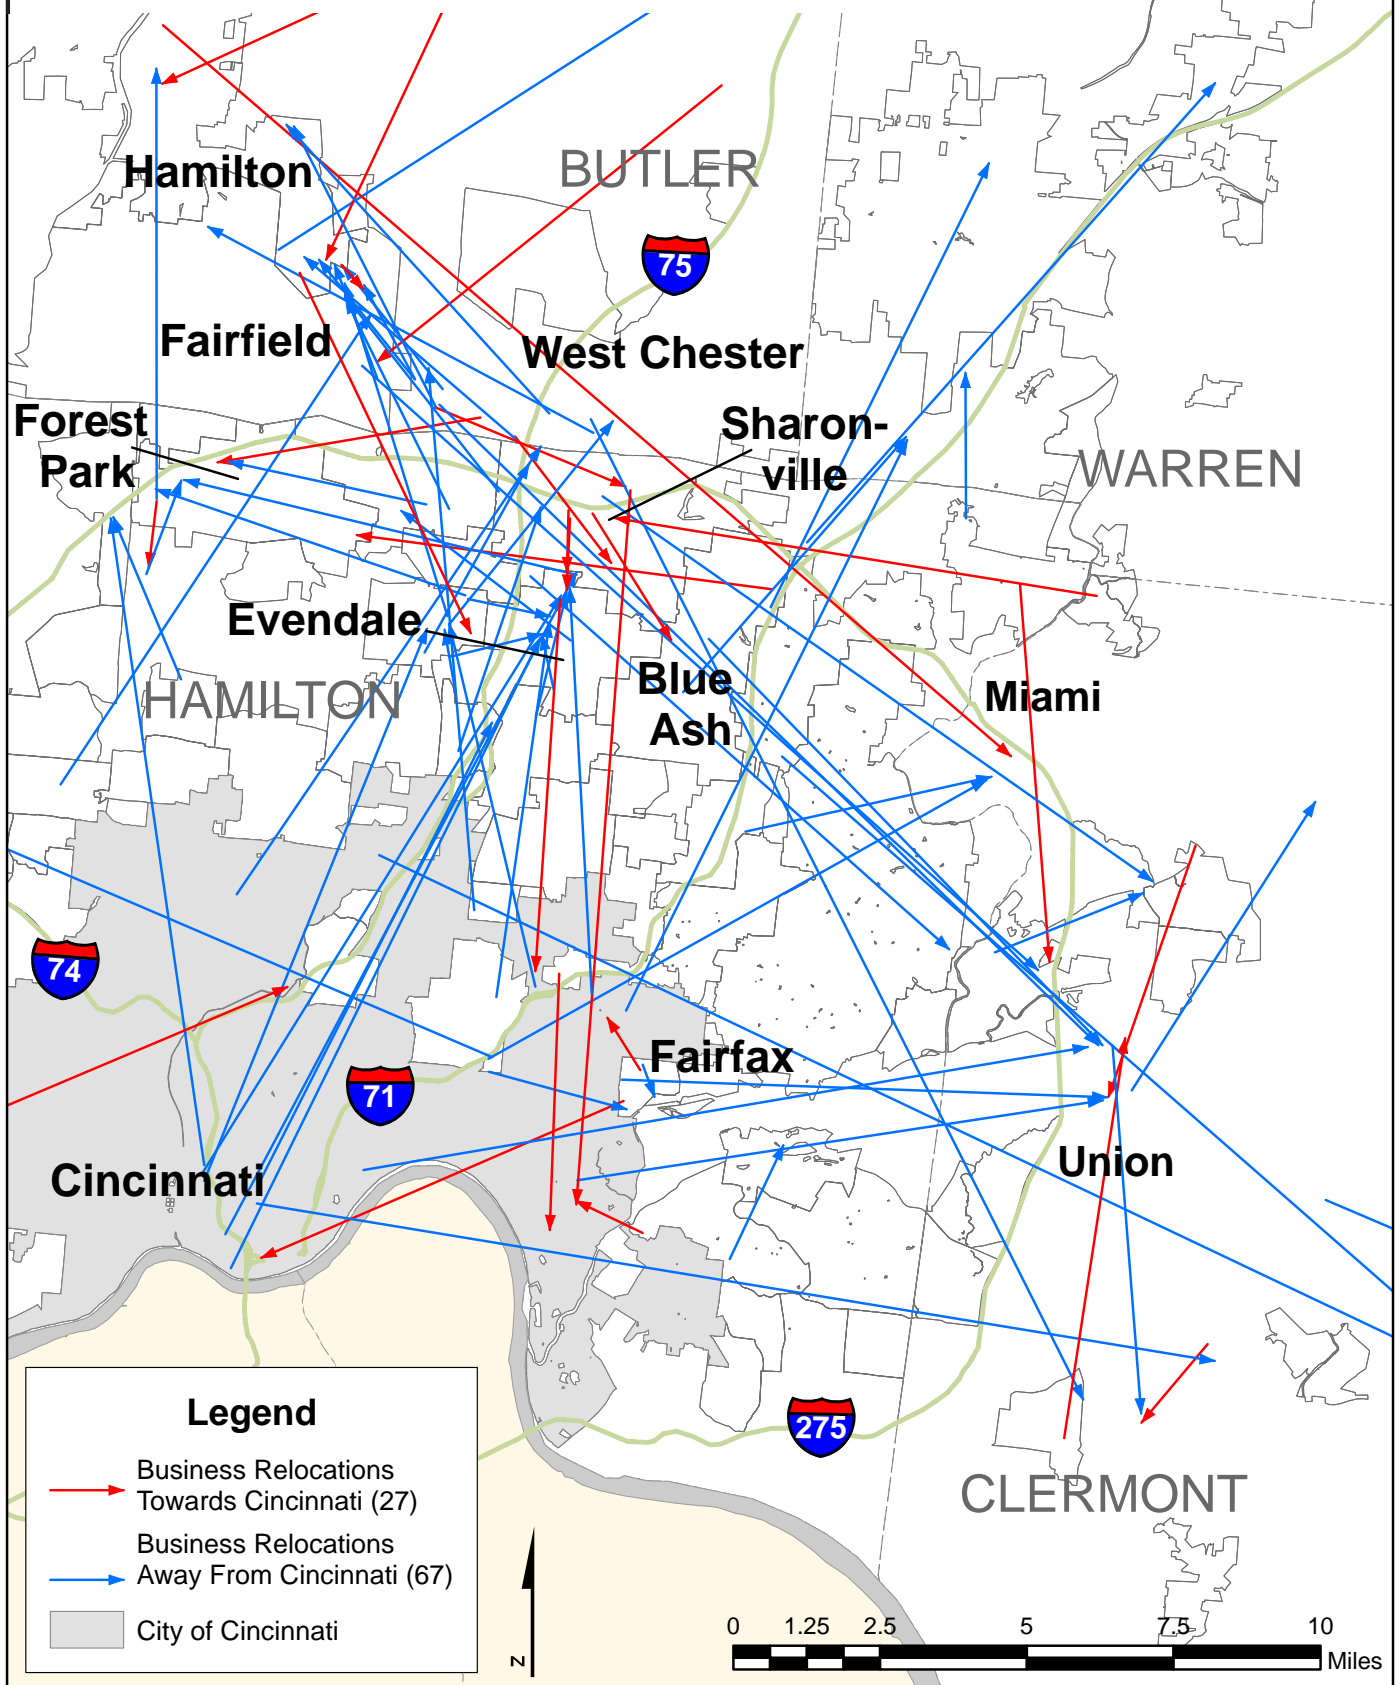 BUTLER
Hamilton
75
Fairfield
West Chester
Forest
Park
Sharon-
ville
WARREN
Evendale
HAMILTON
Blue
Ash
Miami
74
71
Fairfax
Cincinnati
Union
275
CLERMONT
Legend
Business Relocations
Towards Cincinnati (27)
Business Relocations
Away From Cincinnati (67)
City of Cincinnati
N
0 1.25 2.5 5 7.5 10
Miles